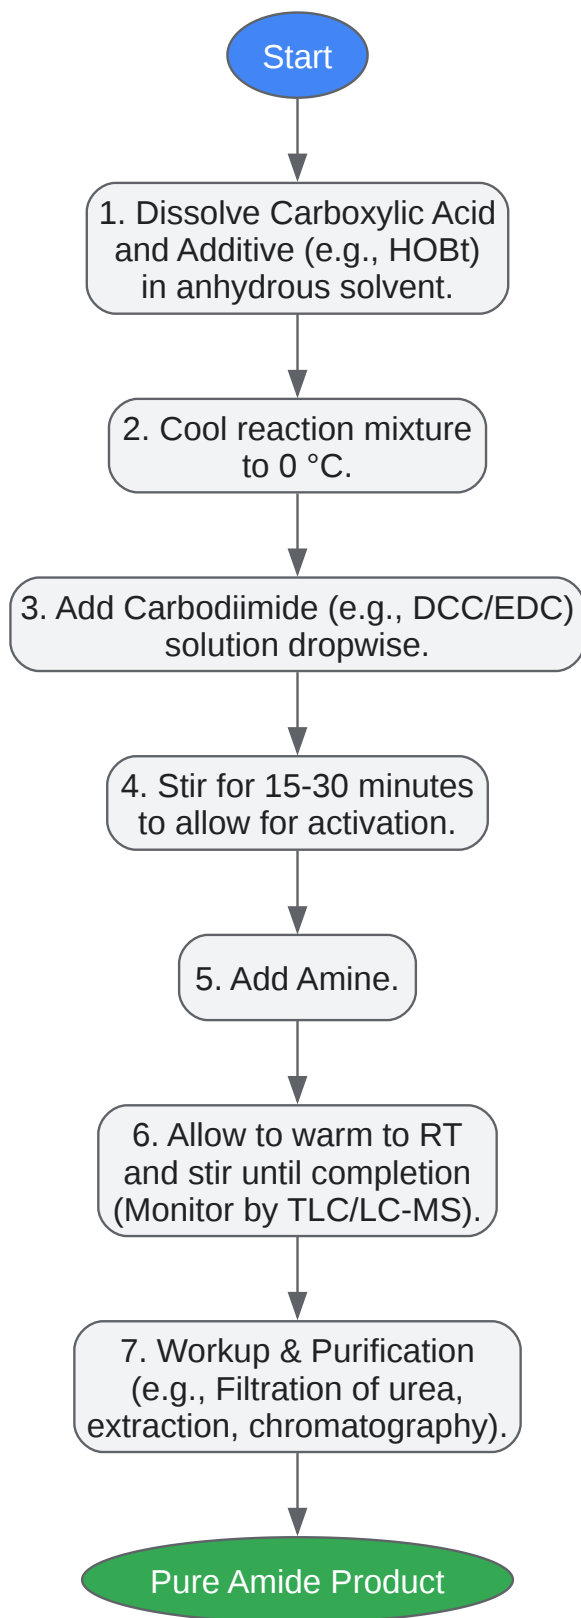 Start
1. Dissolve Carboxylic Acid
and Additive (e.g., HOBt)
in anhydrous solvent.
2. Cool reaction mixture
to 0 °C.
3. Add Carbodiimide (e.g., DCC/EDC)
solution dropwise.
4. Stir for 15-30 minutes
to allow for activation.
5. Add Amine.
6. Allow to warm to RT
and stir until completion
(Monitor by TLC/LC-MS).
7. Workup & Purification
(e.g., Filtration of urea,
extraction, chromatography).
Pure Amide Product